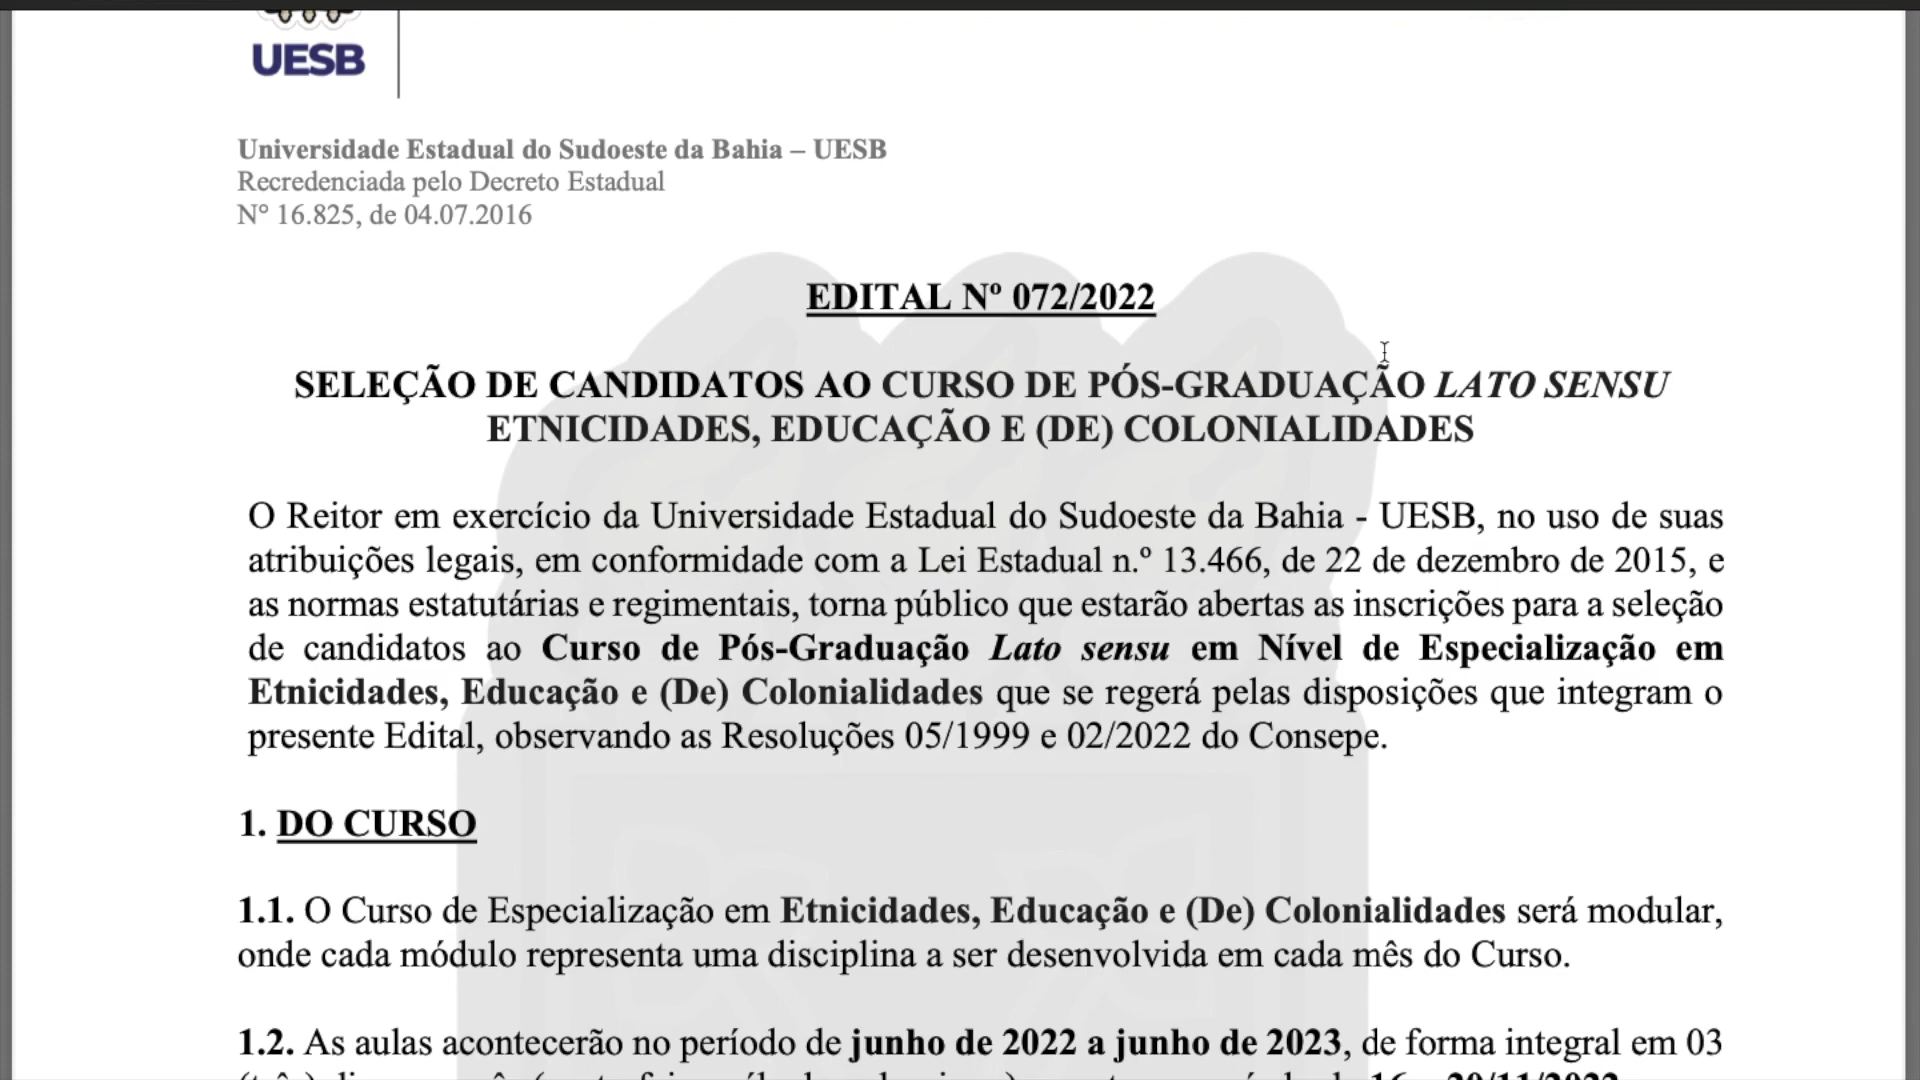 UESB
Universidade Estadual do Sudoeste da Bahia – UESB
Recredenciada pelo Decreto Estadual
N° 16.825, de 04.07.2016
EDITAL Nº 072/2022
SELEÇÃO DE CANDIDATOS AO CURSO DE PÓS-GRADUAÇÃO LATO SENSU
ETNICIDADES, EDUCAÇÃO E (DE) COLONIALIDADES
O Reitor em exercício da Universidade Estadual do Sudoeste da Bahia - UESB, no uso de suas
atribuições legais, em conformidade com a Lei Estadual n.º 13.466, de 22 de dezembro de 2015, e
as normas estatutárias e regimentais, torna público que estarão abertas as inscrições para a seleção
de candidatos ao Curso de Pós-Graduação Lato sensu em Nível de Especialização em
Etnicidades, Educação e (De) Colonialidades que se regerá pelas disposições que integram o
presente Edital, observando as Resoluções 05/1999 e 02/2022 do Consepe.
1. DO CURSO
1.1. O Curso de Especialização em Etnicidades, Educação e (De) Colonialidades será modular,
onde cada módulo representa uma disciplina a ser desenvolvida em cada mês do Curso.
1.2. As aulas acontecerão no período de junho de 2022 a junho de 2023, de forma integral em 03